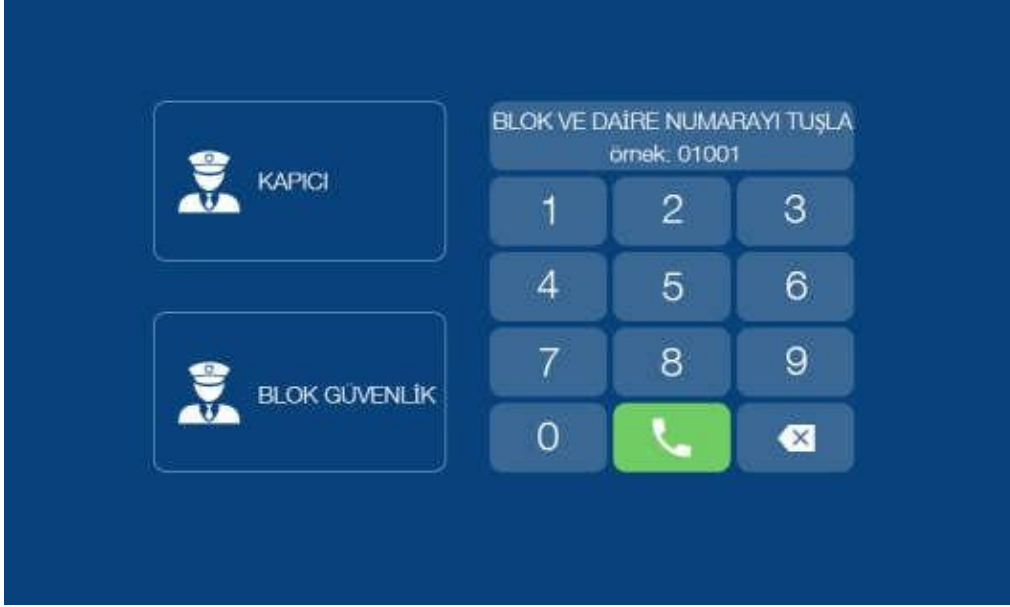 KAPICI
BLOK GÜVENLİK
BLOK VE DAİRE NUMARAYI TUŞLA
örnek: 01001
1 2 3
4 5 6
7 8 9
0